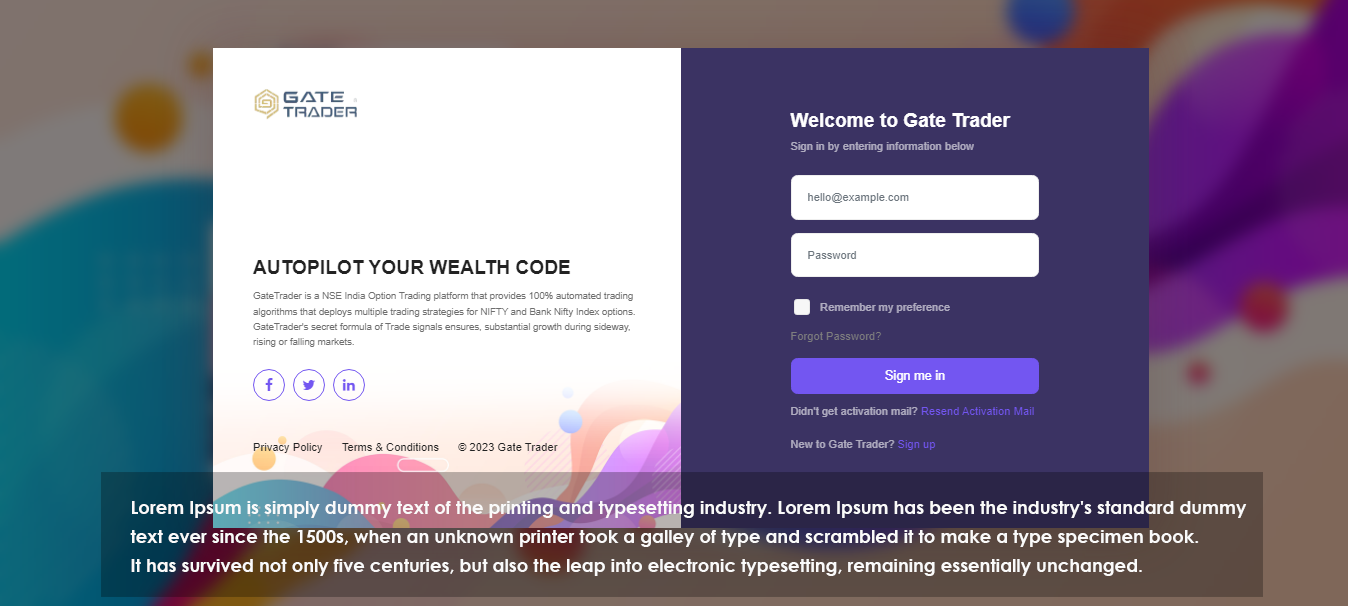 GATE
TRADER
AUTOPILOT YOUR WEALTH CODE
GateTrader is a NSE India Option Trading platform that provides 100% automated trading
algorithms that deploys multiple trading strategies for NIFTY and Bank Nifty Index options.
GateTrader's secret formula of Trade signals ensures, substantial growth during sideway,
rising or falling markets.
Privacy Policy Terms & Conditions © 2023 Gate Trader
Welcome to Gate Trader
Sign in by entering information below
hello@example.com
Password
Remember my preference
Forgot Password?
Sign me in
Didn't get activation mail? Resend Activation Mail
New to Gate Trader? Sign up
Lorem Ipsum is simply dummy text of the printing and typesetting industry. Lorem Ipsum has been the industry's standard dummy
text ever since the 1500s, when an unknown printer took a galley of type and scrambled it to make a type specimen book.
It has survived not only five centuries, but also the leap into electronic typesetting, remaining essentially unchanged.